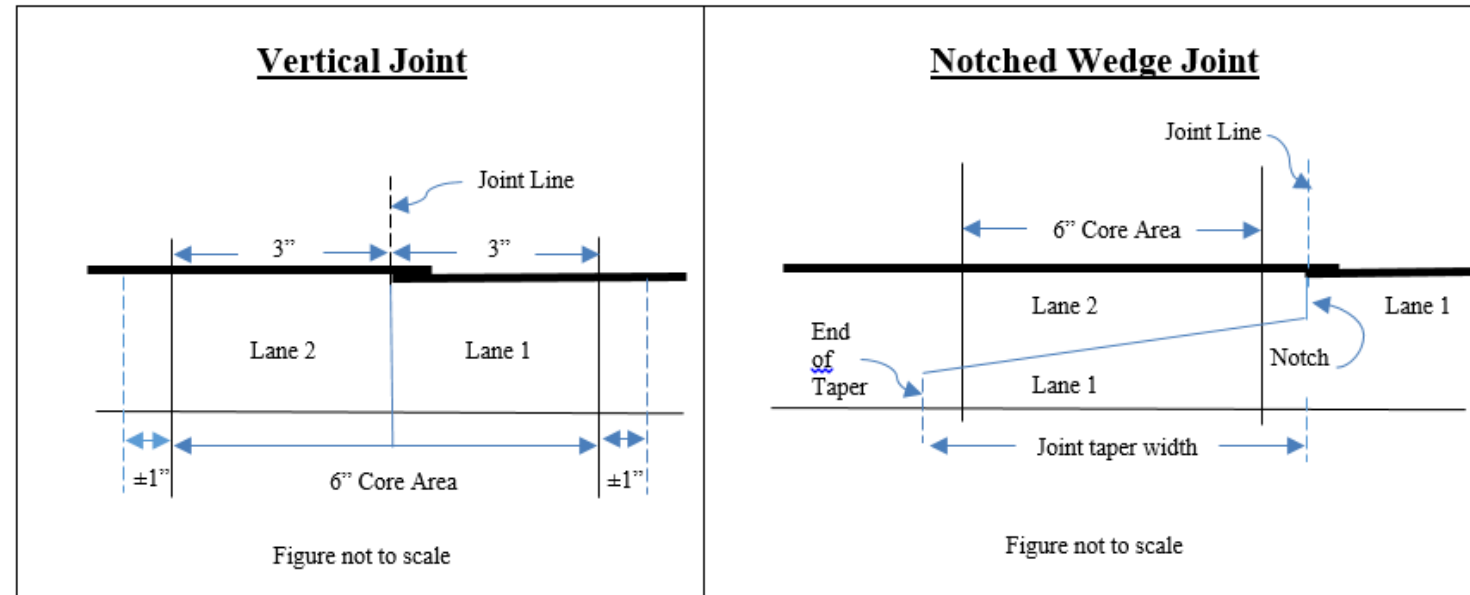 Vertical Joint
Joint Line
3” 3”
Lane 2 Lane 1
±1” 6” Core Area ±1”
Figure not to scale
Notched Wedge Joint
Joint Line
6” Core Area
Lane 2 Lane 1
End
of
Taper
Notch
Lane 1
Joint taper width
Figure not to scale